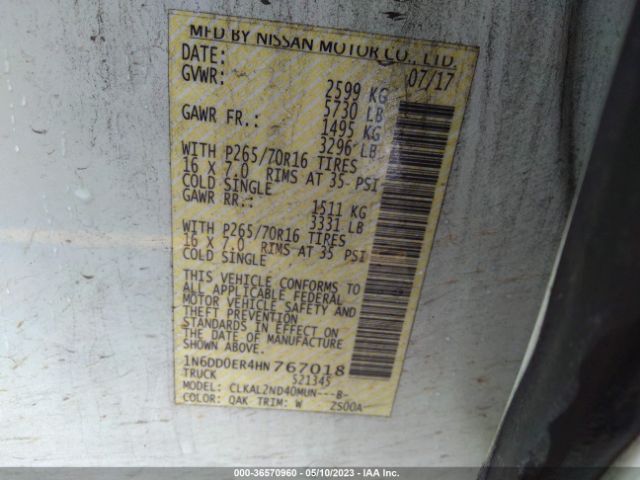 MFD BY NISSAN MOTOR CO., LTD.
DATE: 07/17
GVWR: 2599 KG
5730 LB
GAWR FR.: 1495 KG
3296 LB
WITH P265/70R16 TIRES
16 X 7.0 RIMS AT 35 PSI
COLD SINGLE
GAWR RR.: 1511 KG
3331 LB
WITH P265/70R16 TIRES
16 X 7.0 RIMS AT 35 PSI
COLD SINGLE
THIS VEHICLE CONFORMS TO
ALL APPLICABLE FEDERAL
MOTOR VEHICLE SAFETY AND
THEFT PREVENTION
STANDARDS IN EFFECT ON
THE DATE OF MANUFACTURE
SHOWN ABOVE.
1N6DD0ER4HN767018
TRUCK 521345
MODEL: CLKAL2ND40MUN---B-
COLOR: QAK TRIM: W 2S00A
000-36570960 - 05/10/2023 - IAA Inc.